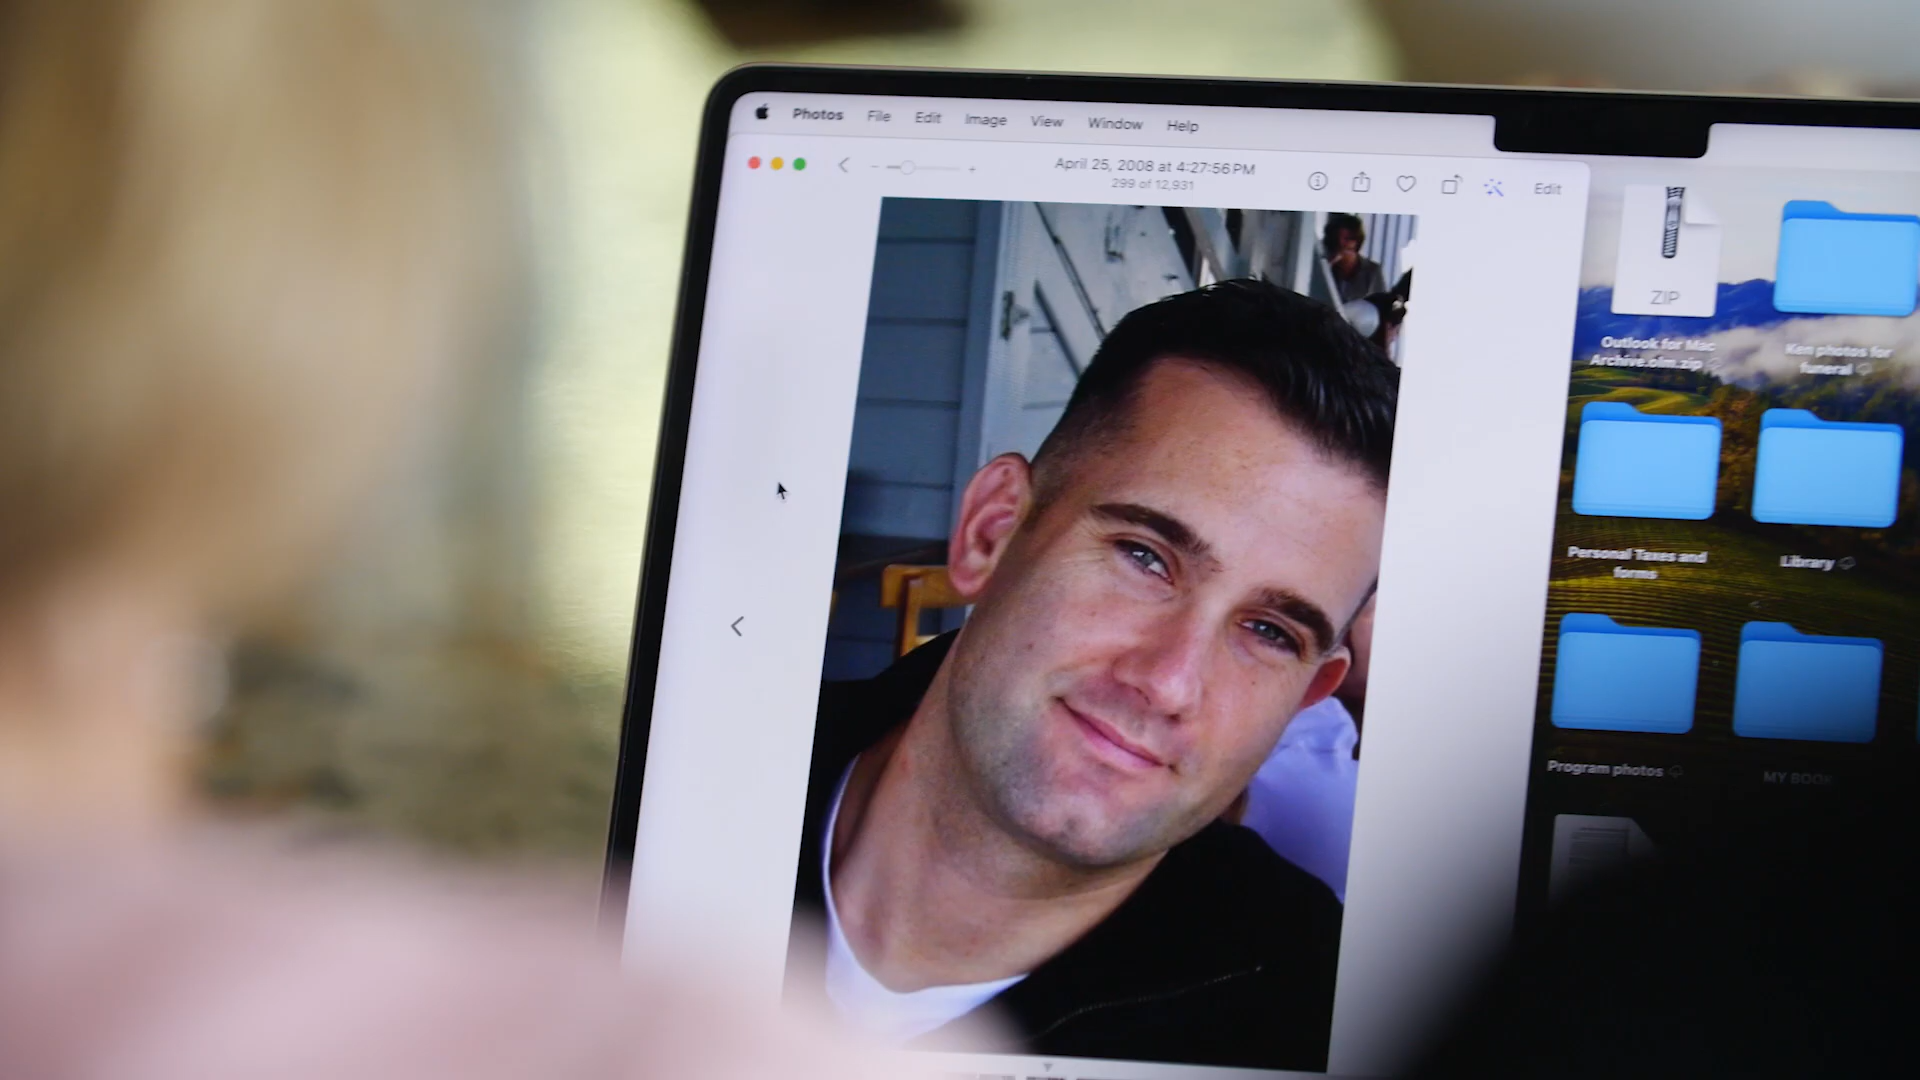 Photos File Edit Image View Window Help
April 25, 2008 at 4:27:56 PM
299 of 12,931
Edit
ZIP
Outlook for Mac
Archive.olm.zip
Ken photos for
funeral
Personal Taxes and
forms
Library
Program photos
MY BOOK